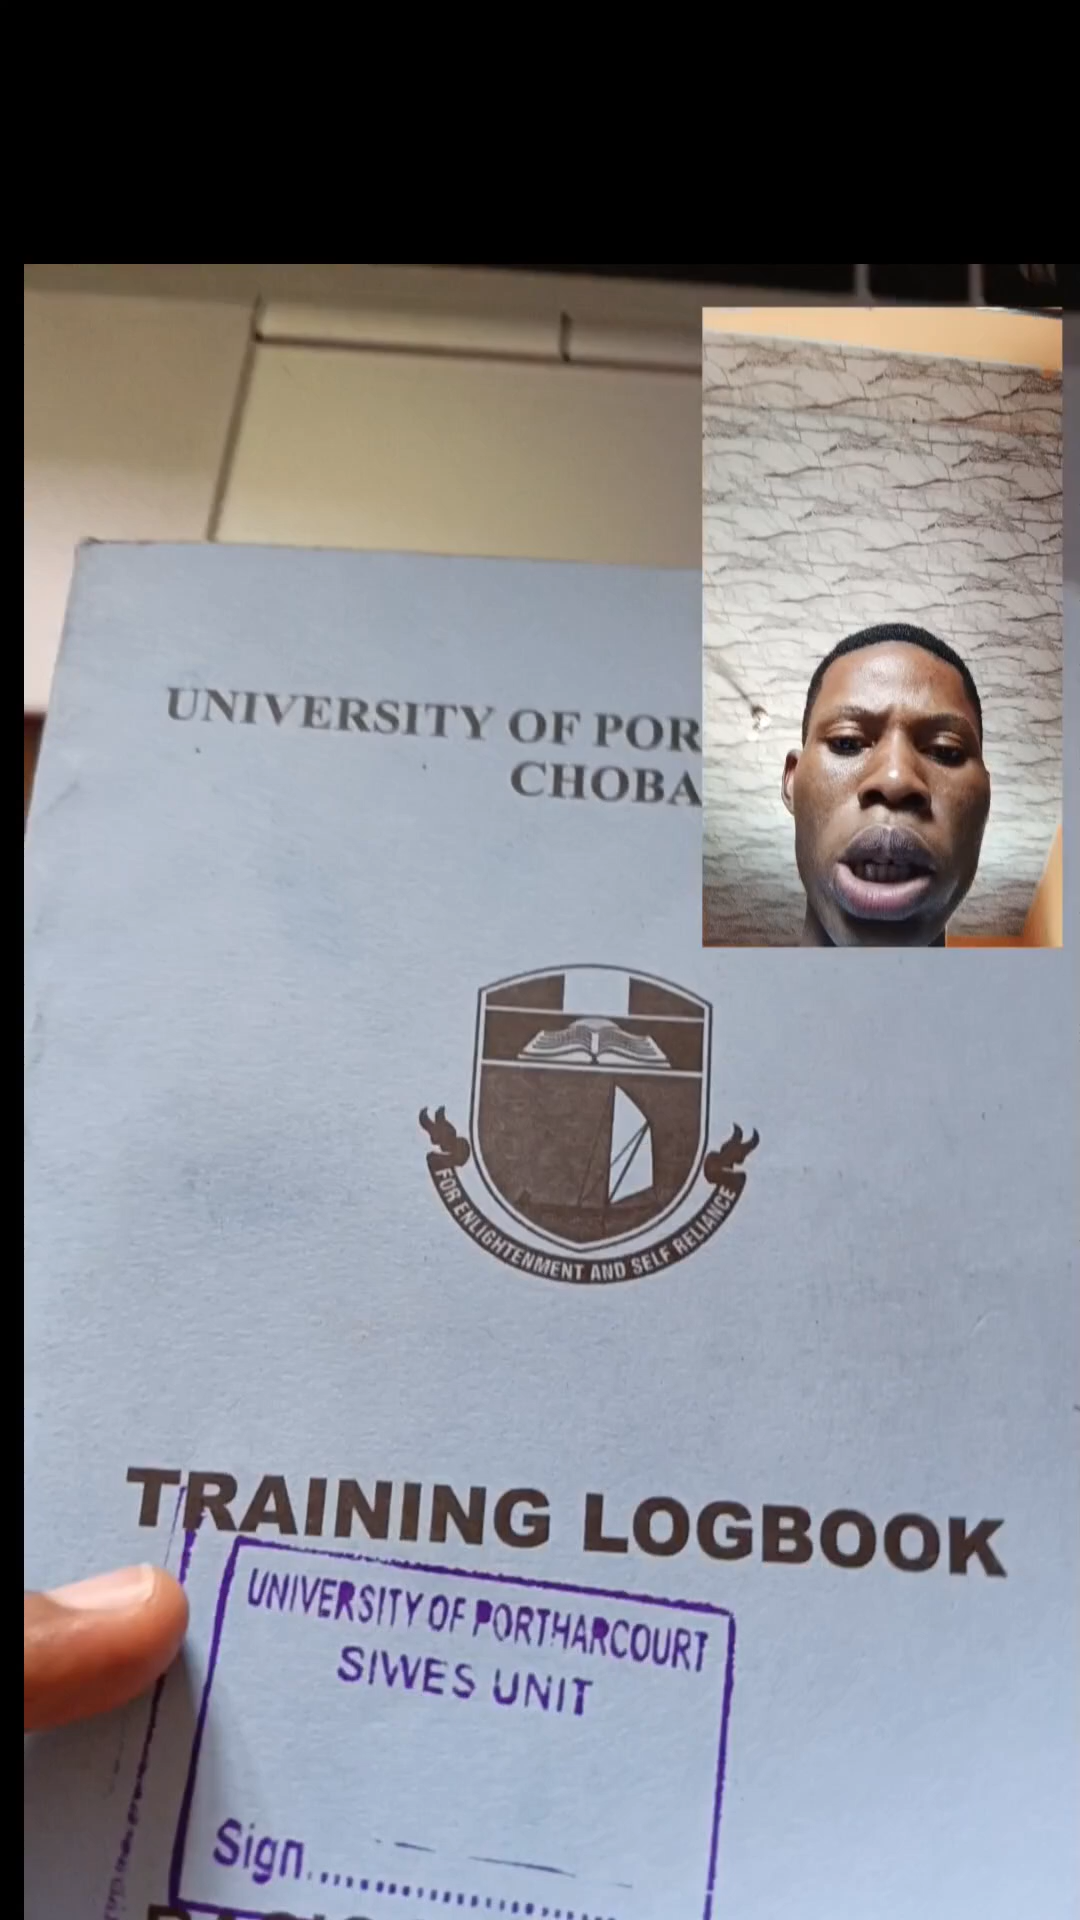 UNIVERSITY OF POR
CHOBA
FOR ENLIGHTENMENT AND SELF RELIANCE
TRAINING LOGBOOK
UNIVERSITY OF PORTHARCOURT
SIWES UNIT
Sign..............................